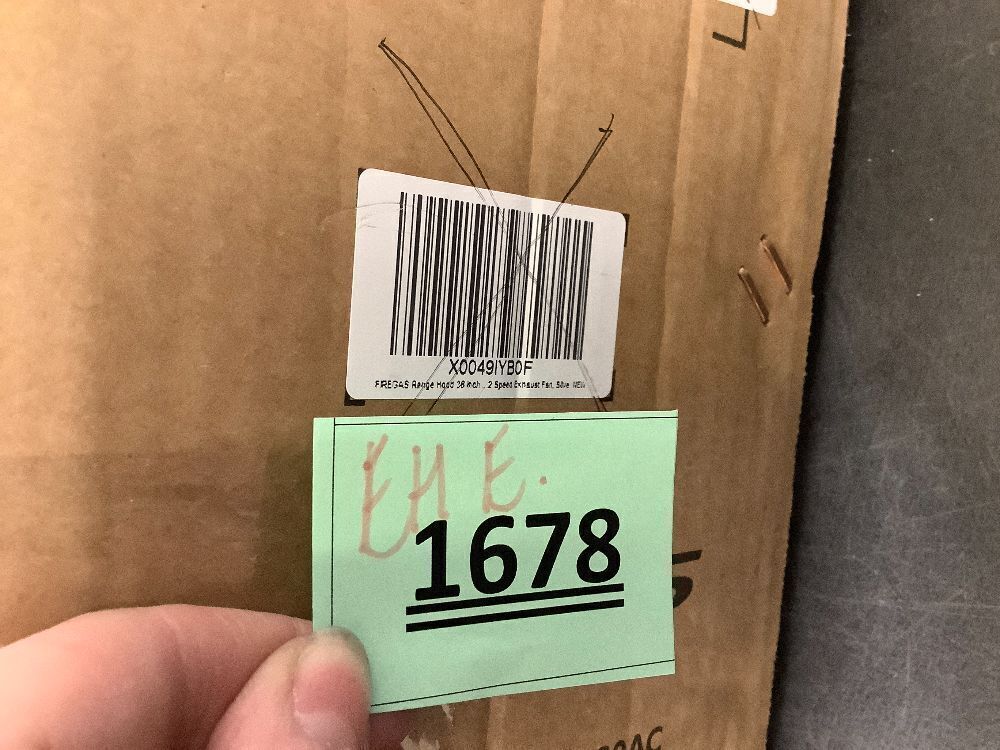 X0049IYB0F
FIREGAS Range Hood 36 inch .. 2 Speed Exhaust Fan, Silve NEW
EHE.
1678